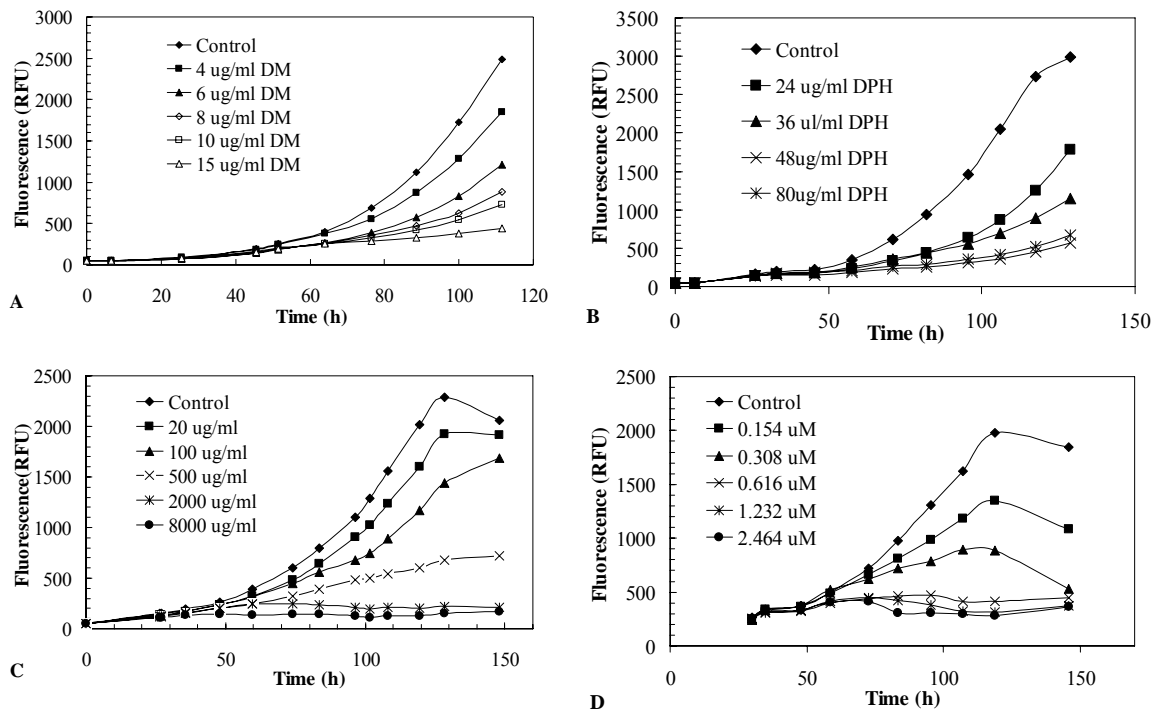 3000
2500
2000
1500
1000
500
0
Fluorescence (RFU)
Control
4 ug/ml DM
6 ug/ml DM
8 ug/ml DM
10 ug/ml DM
15 ug/ml DM
0 20 40 60 80 100 120
Time (h)
A
3500
3000
2500
2000
1500
1000
500
0
Fluorescence (RFU)
Control
24 ug/ml DPH
36 ul/ml DPH
48ug/ml DPH
80ug/ml DPH
0 50 100 150
Time (h)
B
2500
2000
1500
1000
500
0
Fluorescence(RFU)
Control
20 ug/ml
100 ug/ml
500 ug/ml
2000 ug/ml
8000 ug/ml
0 50 100 150
Time (h)
C
2500
2000
1500
1000
500
0
Fluorescence (RFU)
Control
0.154 uM
0.308 uM
0.616 uM
1.232 uM
2.464 uM
0 50 100 150
Time (h)
D